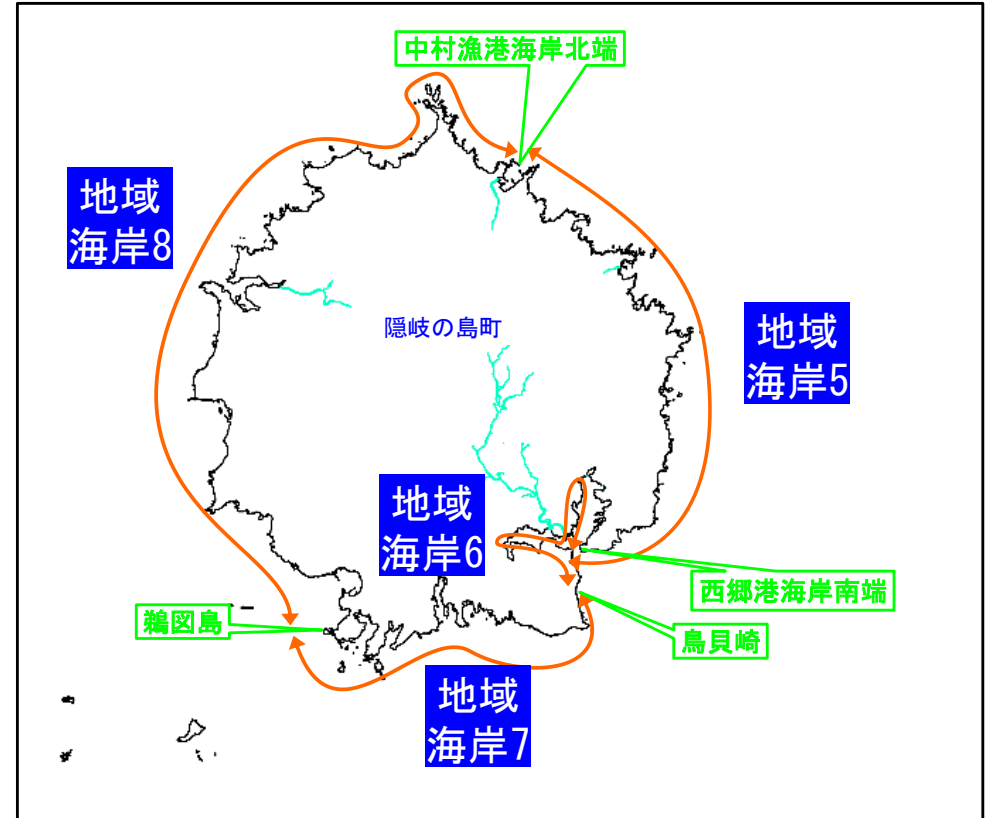 中村漁港海岸北端
地域
海岸8
隠岐の島町
地域
海岸5
地域
海岸6
西郷港海岸南端
鵜図島
鳥貝崎
地域
海岸7